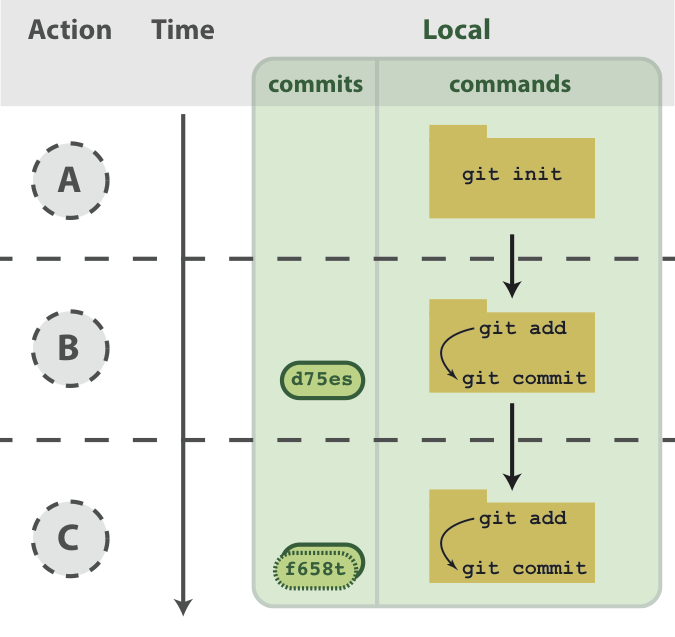 Action Time Local
commits commands
A
git init
B
git add
d75es
git commit
C
git add
f658t
git commit